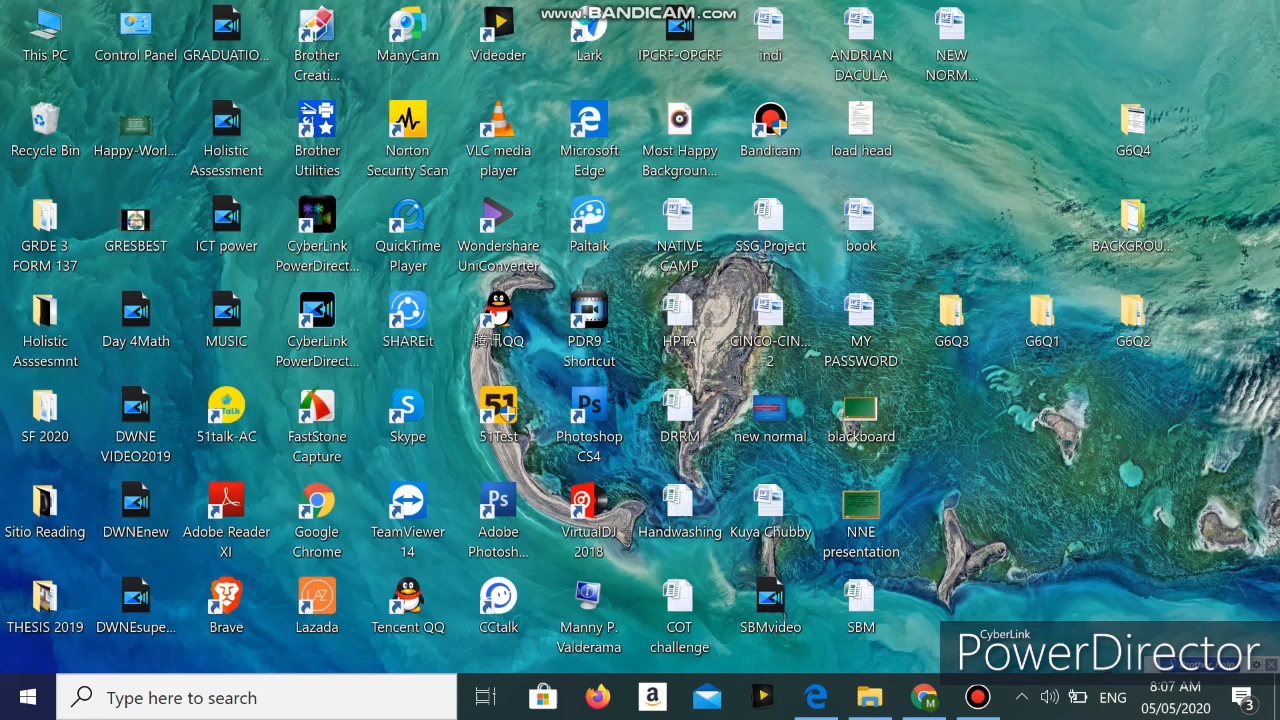 www.BANDICAM.com
This PC
Control Panel
GRADUATIO...
Brother
Creati...
ManyCam
Videoder
Lark
IPCRF-OPCRF
indi
ANDRIAN
DACULA
NEW
NORM...
Recycle Bin
Happy-Worl...
Holistic
Assessment
Brother
Utilities
Norton
Security Scan
VLC media
player
Microsoft
Edge
Most Happy
Backgroun...
Bandicam
load head
G6Q4
GRDE 3
FORM 137
GRESBEST
ICT power
CyberLink
PowerDirect...
QuickTime
Player
Wondershare
UniConverter
Paltalk
NATIVE
CAMP
SSG Project
book
BACKGROU...
Holistic
Asssesmnt
Day 4Math
MUSIC
CyberLink
PowerDirect...
SHAREit
腾讯QQ
PDR9 -
Shortcut
HPTA
CINCO-CIN...
2
MY
PASSWORD
G6Q3
G6Q1
G6Q2
SF 2020
DWNE
VIDEO2019
Talk
51talk-AC
FastStone
Capture
Skype
51
51Test
Ps
Photoshop
CS4
DRRM
new normal
blackboard
Sitio Reading
DWNEnew
Adobe Reader
XI
Google
Chrome
TeamViewer
14
Ps
Adobe
Photosh...
VirtualDJ
2018
Handwashing
Kuya Chubby
NNE
presentation
THESIS 2019
DWNEsupe...
Brave
LAZ
Lazada
Tencent QQ
CCtalk
Manny P.
Valderama
COT
challenge
SBMvideo
SBM
CyberLink
PowerDirector
Type here to search
ENG
8:07 AM
05/05/2020
3